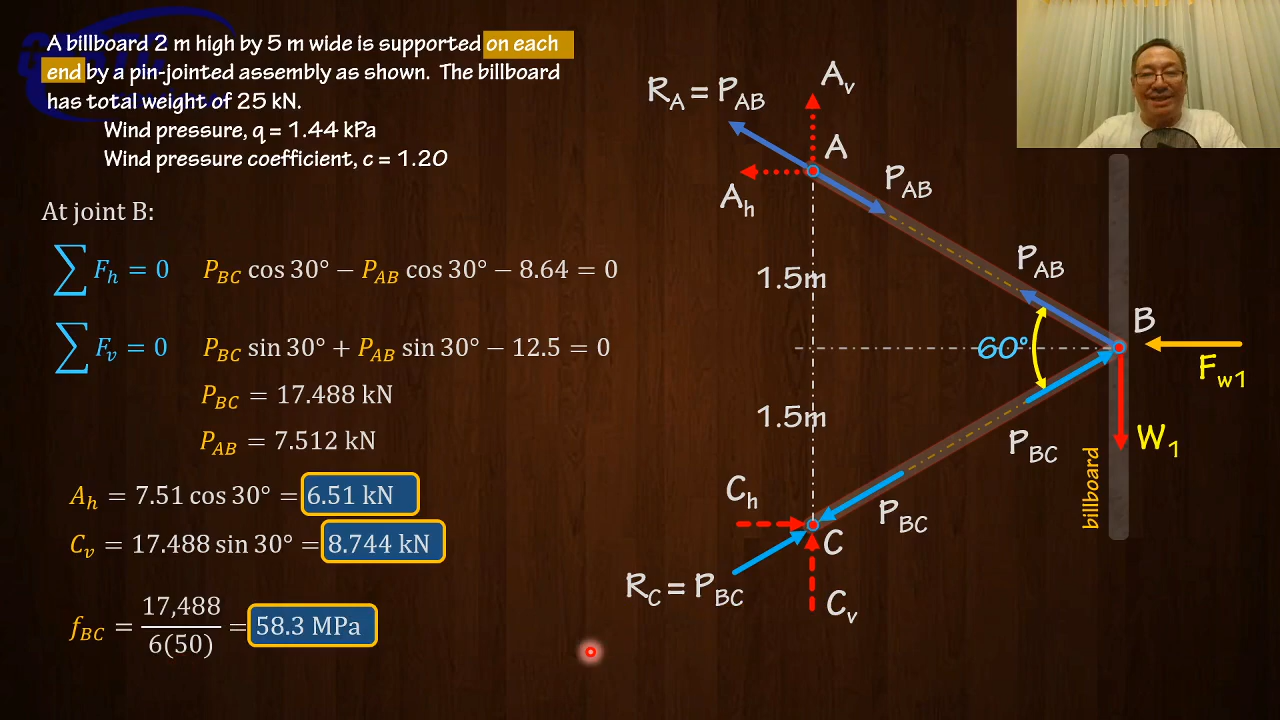 A billboard 2 m high by 5 m wide is supported on each
end by a pin-jointed assembly as shown. The billboard
has total weight of 25 kN.
Wind pressure, q = 1.44 kPa
Wind pressure coefficient, c = 1.20
At joint B:
∑ F_h = 0 P_BC cos 30° − P_AB cos 30° − 8.64 = 0
∑ F_v = 0 P_BC sin 30° + P_AB sin 30° − 12.5 = 0
P_BC = 17.488 kN
P_AB = 7.512 kN
A_h = 7.51 cos 30° = 6.51 kN
C_v = 17.488 sin 30° = 8.744 kN
f_BC = 17,488 / 6(50) = 58.3 MPa
R_A = P_AB
A_v
A
A_h
P_AB
1.5m
P_AB
B
60°
F_w1
1.5m
W_1
P_BC
billboard
C_h
P_BC
C
R_C = P_BC
C_v